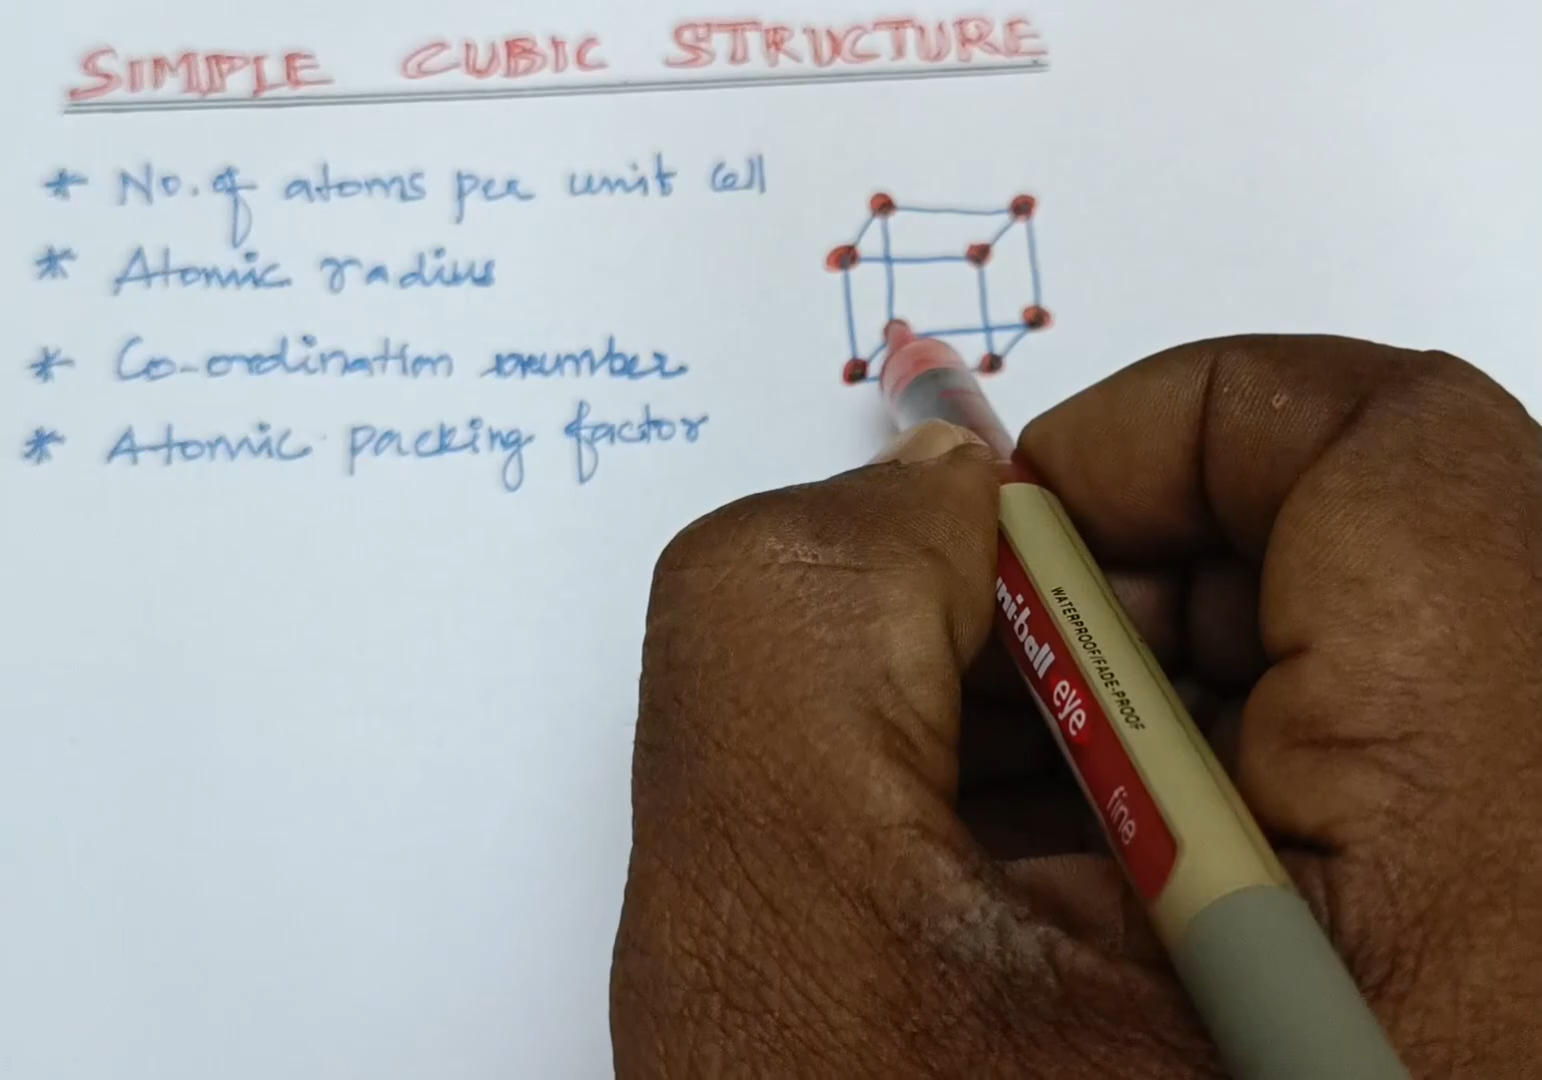 SIMPLE CUBIC STRUCTURE
* No. of atoms per unit Cell
* Atomic radius
* Co-ordination number
* Atomic packing factor
uni-ball eye fine
WATERPROOF/FADE-PROOF